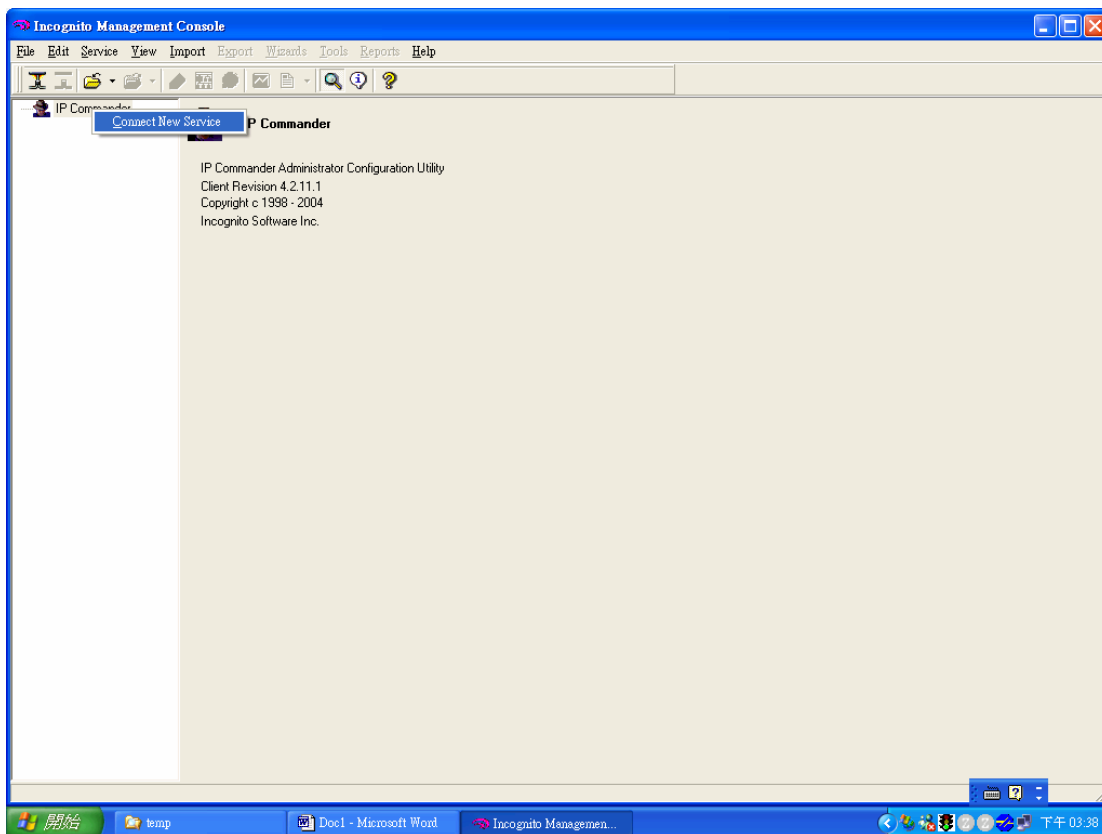 Incognito Management Console
File Edit Service View Import Export Wizards Tools Reports Help
IP Commander
Connect New Service
P Commander
IP Commander Administrator Configuration Utility
Client Revision 4.2.11.1
Copyright c 1998 - 2004
Incognito Software Inc.
開始 temp Doc1 - Microsoft Word Incognito Managemen... 下午 03:38